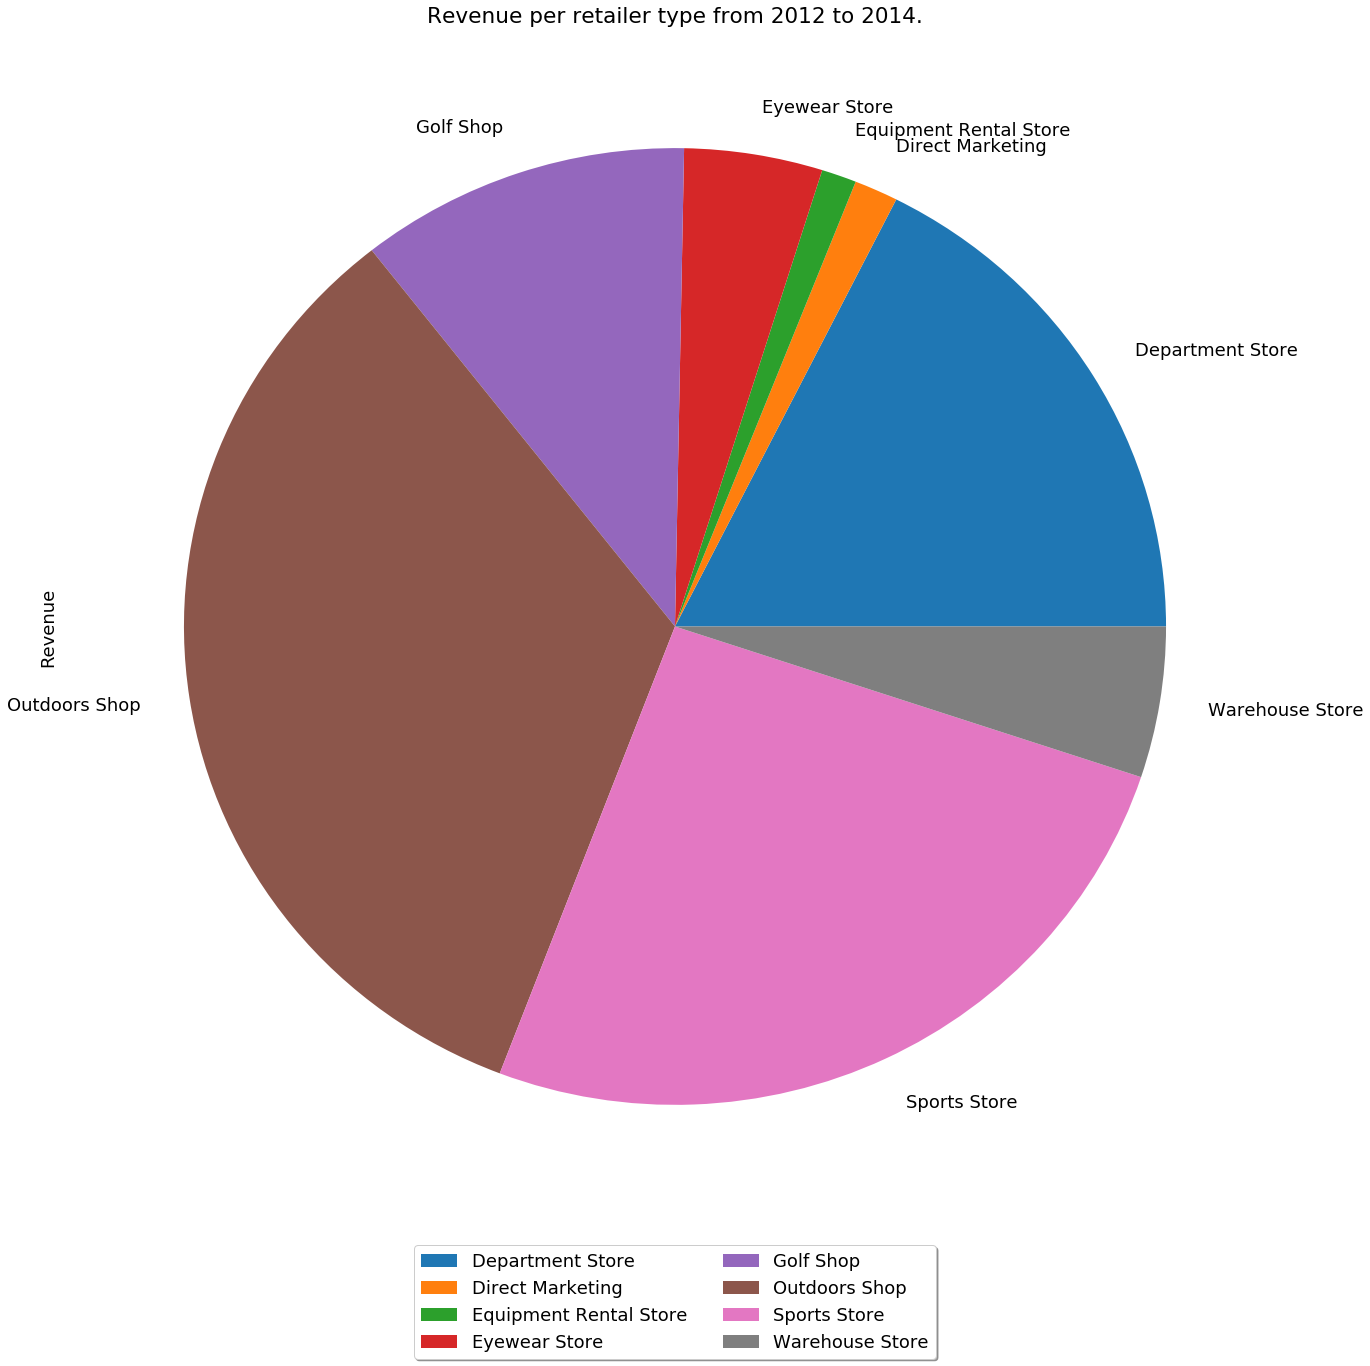 Revenue per retailer type from 2012 to 2014.
Eyewear Store
Golf Shop
Equipment Rental Store
Direct Marketing
Department Store
Revenue
Outdoors Shop
Warehouse Store
Sports Store
Department Store
Direct Marketing
Equipment Rental Store
Eyewear Store
Golf Shop
Outdoors Shop
Sports Store
Warehouse Store